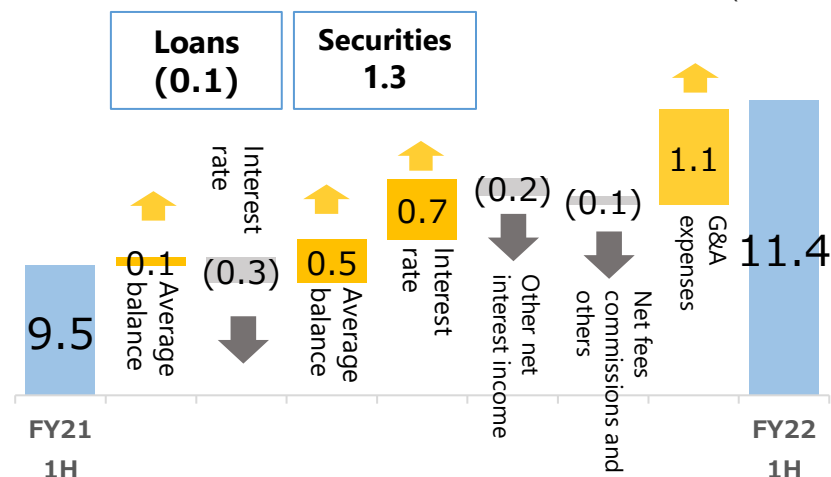 (
Loans
(0.1)
Securities
1.3
9.5
0.1
Average
balance
Interest
rate
(0.3)
0.5
Average
balance
0.7
Interest
rate
(0.2)
Other net
interest income
(0.1)
Net fees
commissions and
others
1.1
G&A
expenses
11.4
FY21
1H
FY22
1H